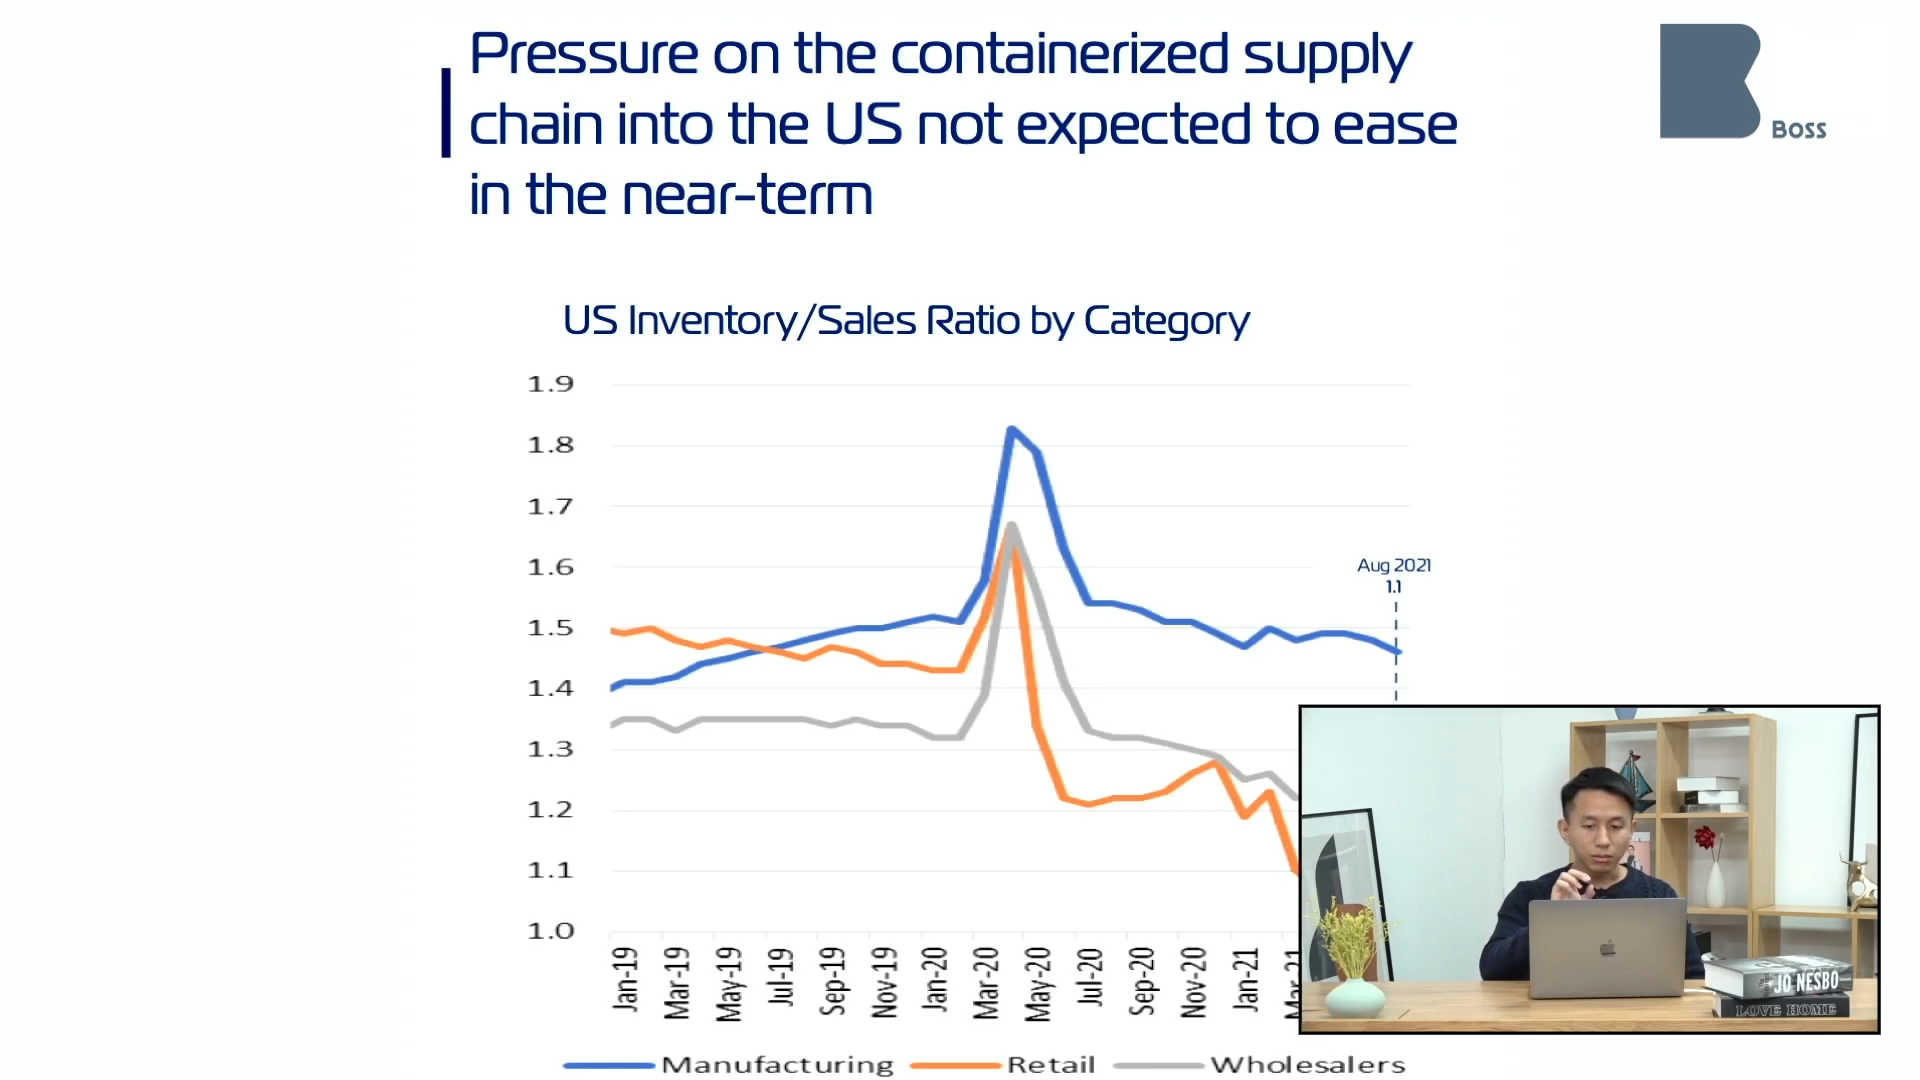 Pressure on the containerized supply
chain into the US not expected to ease
in the near-term
Boss
US Inventory/Sales Ratio by Category
1.9
1.8
1.7
1.6
1.5
1.4
1.3
1.2
1.1
1.0
Aug 2021
1.1
Jan-19
Mar-19
May-19
Jul-19
Sep-19
Nov-19
Jan-20
Mar-20
May-20
Jul-20
Sep-20
Nov-20
Jan-21
Mar-21
Manufacturing
Retail
Wholesalers
JO NESBO
LOVE HOME